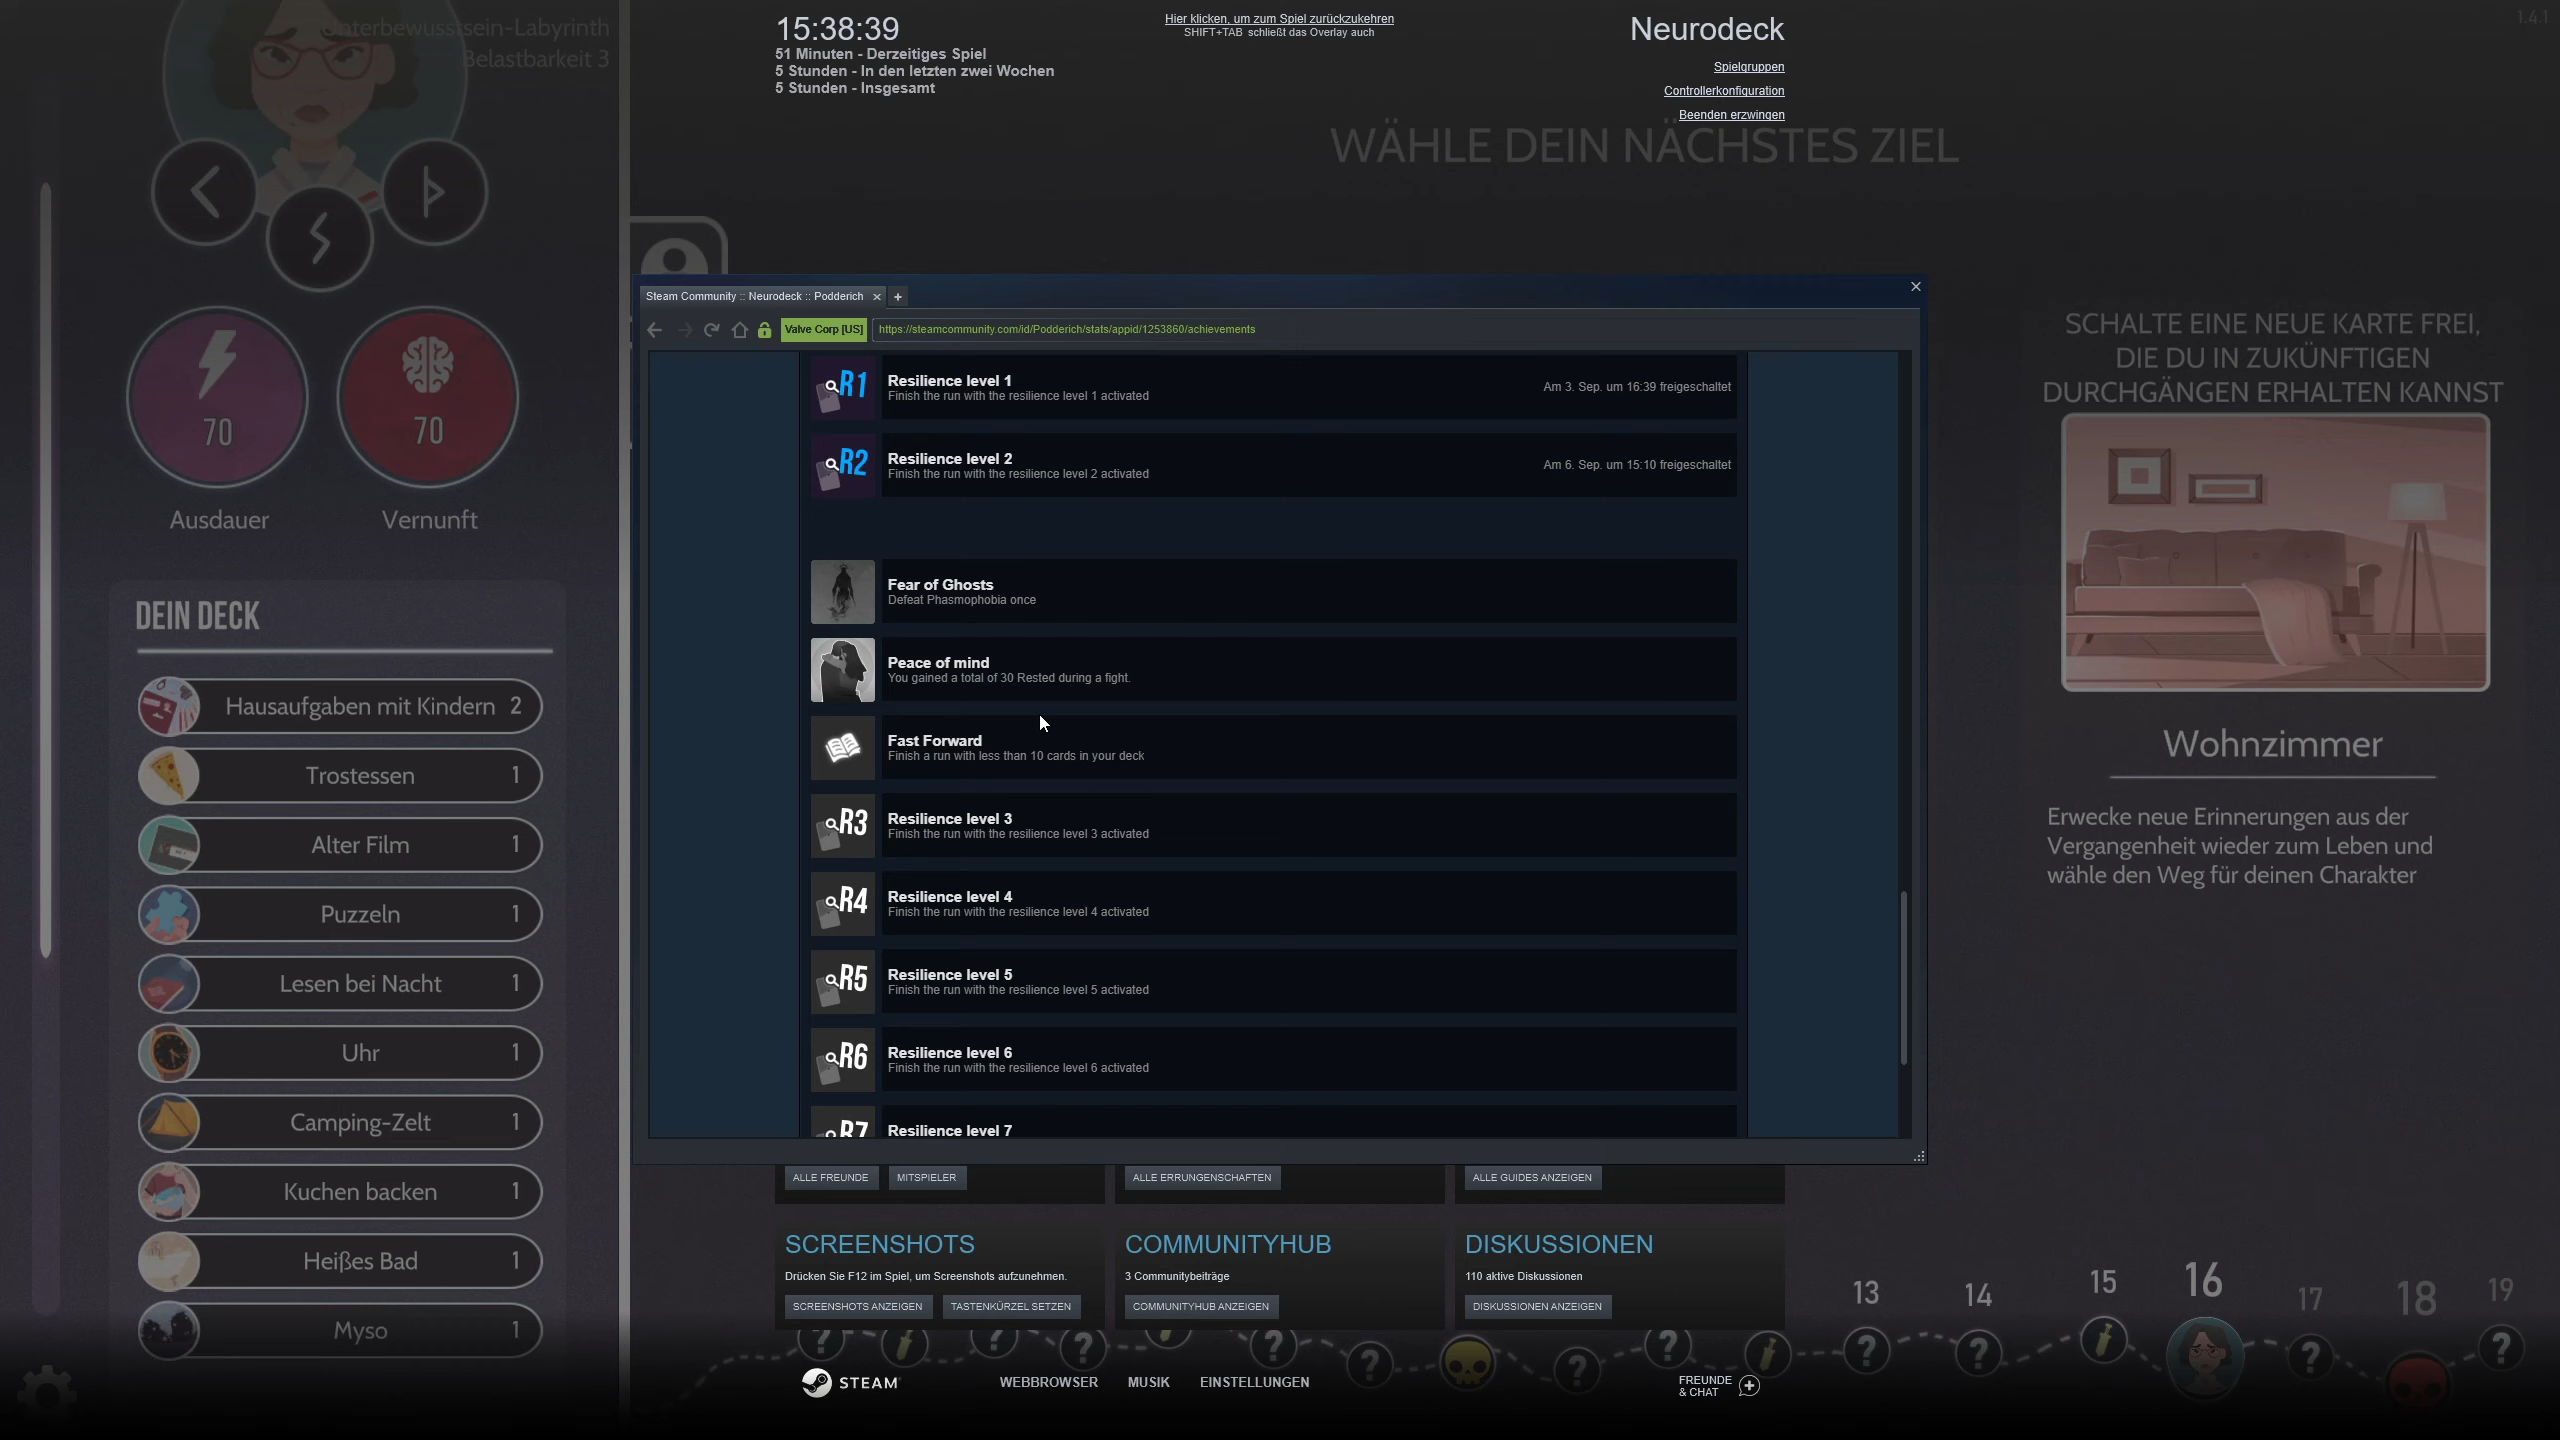 Unterbewusstsein-Labyrinth
Belastbarkeit 3
70
70
Ausdauer
Vernunft
DEIN DECK
Hausaufgaben mit Kindern 2
Trostessen 1
Alter Film 1
Puzzeln 1
Lesen bei Nacht 1
Uhr 1
Camping-Zelt 1
Kuchen backen 1
Heißes Bad 1
Myso 1
15:38:39
51 Minuten - Derzeitiges Spiel
5 Stunden - In den letzten zwei Wochen
5 Stunden - Insgesamt
Hier klicken, um zum Spiel zurückzukehren
SHIFT+TAB schließt das Overlay auch
Neurodeck
Spielgruppen
Controllerkonfiguration
Beenden erzwingen
1.4.1
WÄHLE DEIN NÄCHSTES ZIEL
Steam Community :: Neurodeck :: Podderich
Valve Corp [US]
https://steamcommunity.com/id/Podderich/stats/appid/1253860/achievements
R1
Resilience level 1
Finish the run with the resilience level 1 activated
Am 3. Sep. um 16:39 freigeschaltet
R2
Resilience level 2
Finish the run with the resilience level 2 activated
Am 6. Sep. um 15:10 freigeschaltet
Fear of Ghosts
Defeat Phasmophobia once
Peace of mind
You gained a total of 30 Rested during a fight.
Fast Forward
Finish a run with less than 10 cards in your deck
R3
Resilience level 3
Finish the run with the resilience level 3 activated
R4
Resilience level 4
Finish the run with the resilience level 4 activated
R5
Resilience level 5
Finish the run with the resilience level 5 activated
R6
Resilience level 6
Finish the run with the resilience level 6 activated
R7
Resilience level 7
SCHALTE EINE NEUE KARTE FREI,
DIE DU IN ZUKÜNFTIGEN
DURCHGÄNGEN ERHALTEN KANNST
Wohnzimmer
Erwecke neue Erinnerungen aus der
Vergangenheit wieder zum Leben und
wähle den Weg für deinen Charakter
ALLE FREUNDE
MITSPIELER
ALLE ERRUNGENSCHAFTEN
ALLE GUIDES ANZEIGEN
SCREENSHOTS
Drücken Sie F12 im Spiel, um Screenshots aufzunehmen.
SCREENSHOTS ANZEIGEN
TASTENKÜRZEL SETZEN
COMMUNITYHUB
3 Communitybeiträge
COMMUNITYHUB ANZEIGEN
DISKUSSIONEN
110 aktive Diskussionen
DISKUSSIONEN ANZEIGEN
13 14 15 16 17 18 19
? ? ? ? ? ? ? ? ? ? ? ?
STEAM
WEBBROWSER
MUSIK
EINSTELLUNGEN
FREUNDE
& CHAT